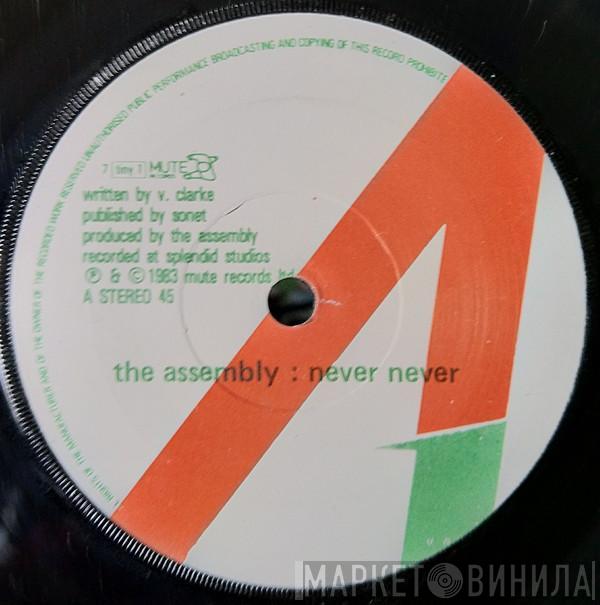 L RIGHTS OF THE MANUFACTURER AND OF THE OWNER OF THE RECORDED WORK RESERVED UNAUTHORISED PUBLIC PERFORMANCE BROADCASTING AND COPYING OF THIS RECORD PROHIBITE
7 tiny 1 MUTE
RECORDS
written by v. clarke
published by sonet
produced by the assembly
recorded at splendid studios
℗ & © 1983 mute records ltd
A STEREO 45
the assembly : never never
МАРКЕТ ВИНИЛА